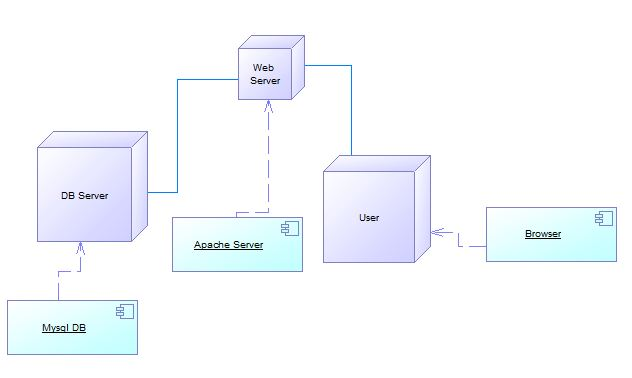 Web
Server
DB Server
User
Apache Server
Browser
Mysql DB